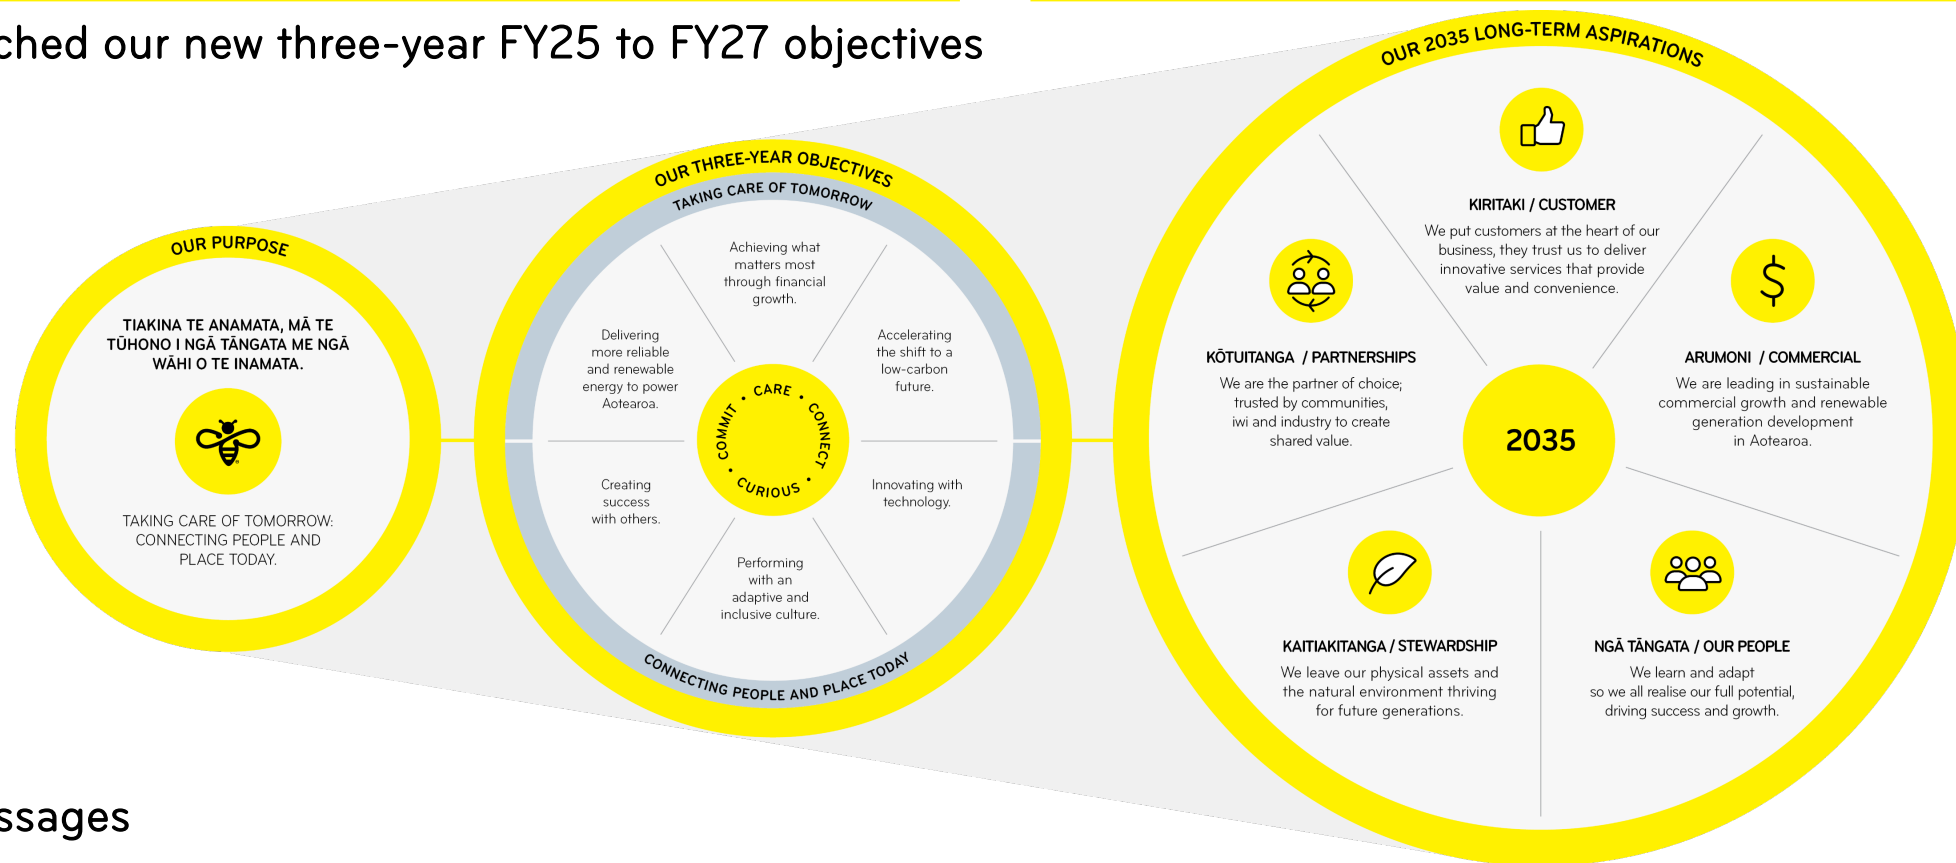 ched our new three-year FY25 to FY27 objectives
OUR PURPOSE
TIAKINA TE ANAMATA, MĀ TE
TŪHONO I NGĀ TĀNGATA ME NGĀ
WĀHI O TE INAMATA.
TAKING CARE OF TOMORROW:
CONNECTING PEOPLE AND
PLACE TODAY.
OUR THREE-YEAR OBJECTIVES
TAKING CARE OF TOMORROW
Achieving what
matters most
through financial
growth.
Accelerating
the shift to a
low-carbon
future.
Innovating with
technology.
Performing
with an
adaptive and
inclusive culture.
Creating
success
with others.
Delivering
more reliable
and renewable
energy to power
Aotearoa.
CARE • CONNECT • CURIOUS • COMMIT •
CONNECTING PEOPLE AND PLACE TODAY
OUR 2035 LONG-TERM ASPIRATIONS
KIRITAKI / CUSTOMER
We put customers at the heart of our
business, they trust us to deliver
innovative services that provide
value and convenience.
$
ARUMONI / COMMERCIAL
We are leading in sustainable
commercial growth and renewable
generation development
in Aotearoa.
NGĀ TĀNGATA / OUR PEOPLE
We learn and adapt
so we all realise our full potential,
driving success and growth.
KAITIAKITANGA / STEWARDSHIP
We leave our physical assets and
the natural environment thriving
for future generations.
KŌTUITANGA / PARTNERSHIPS
We are the partner of choice;
trusted by communities,
iwi and industry to create
shared value.
2035
ssages